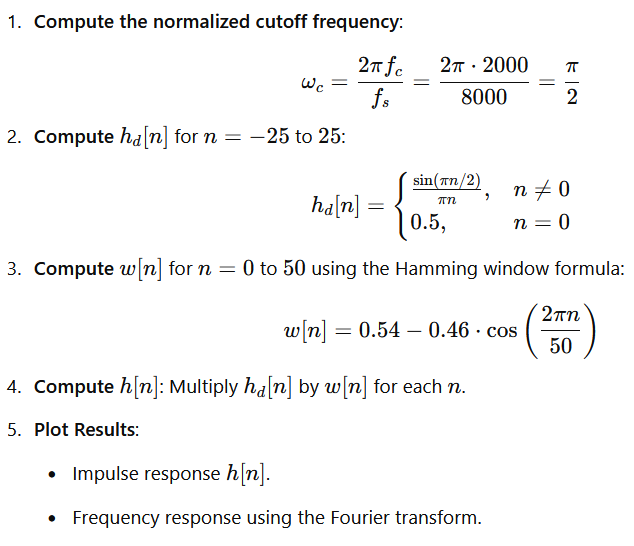 1. Compute the normalized cutoff frequency:
ω_c = 2πf_c / f_s = 2π · 2000 / 8000 = π / 2
2. Compute h_d[n] for n = −25 to 25:
h_d[n] = { sin(πn/2) / πn, n ≠ 0
0.5, n = 0
3. Compute w[n] for n = 0 to 50 using the Hamming window formula:
w[n] = 0.54 − 0.46 · cos (2πn / 50)
4. Compute h[n]: Multiply h_d[n] by w[n] for each n.
5. Plot Results:
• Impulse response h[n].
• Frequency response using the Fourier transform.